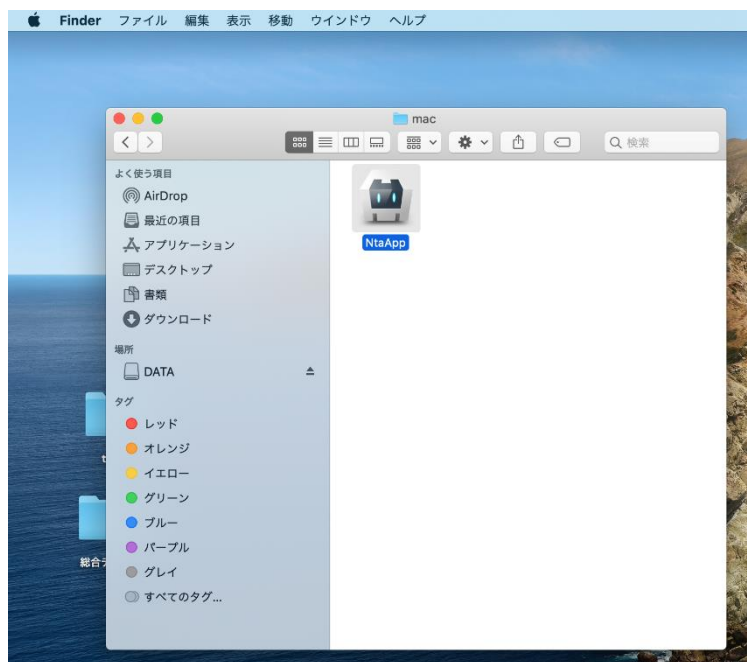 Finder ファイル 編集 表示 移動 ウインドウ ヘルプ
mac
検索
よく使う項目
AirDrop
最近の項目
アプリケーション
デスクトップ
書類
ダウンロード
場所
DATA
タグ
レッド
オレンジ
イエロー
グリーン
ブルー
パープル
グレイ
すべてのタグ...
NtaApp
総合